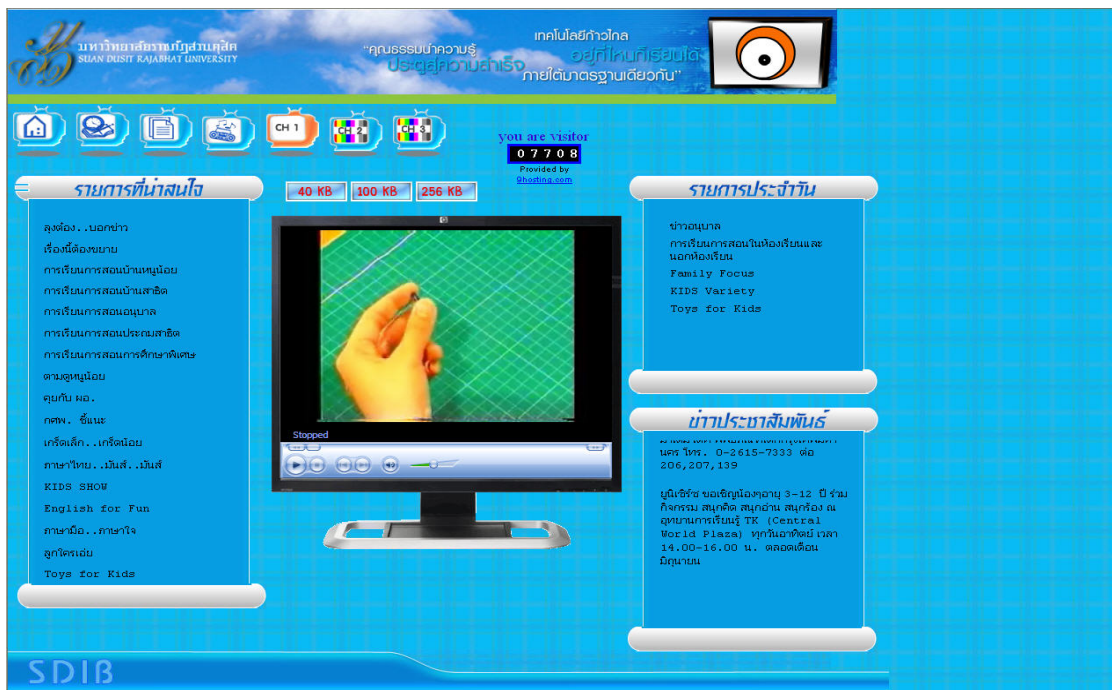 มหาวิทยาลัยราชภัฏสวนดุสิต
SUAN DUSIT RAJABHAT UNIVERSITY
"คุณธรรมนำความรู้
ประตูสู่ความสำเร็จ
เทคโนโลยีก้าวไกล
อยู่ที่ไหนก็เรียนได้
ภายใต้มาตรฐานเดียวกัน"
CH 1
CH 2
CH 3
you are visitor
07708
Provided by
9hosting.com
รายการที่น่าสนใจ
ลุงต๋อง..บอกข่าว
เรื่องนี้ต้องขยาย
การเรียนการสอนบ้านหนูน้อย
การเรียนการสอนบ้านสาธิต
การเรียนการสอนอนุบาล
การเรียนการสอนประถมสาธิต
การเรียนการสอนการศึกษาพิเศษ
ตามดูหนูน้อย
คุยกับ ผอ.
กศพ. ชี้แนะ
เกร็ดเล็ก..เกร็ดน้อย
ภาษาไทย..มันส์..มันส์
KIDS SHOW
English for Fun
ภาษามือ..ภาษาใจ
ลูกใครเอ่ย
Toys for Kids
40 KB
100 KB
256 KB
Stopped
รายการประจำวัน
ข่าวอนุบาล
การเรียนการสอนในห้องเรียนและ
นอกห้องเรียน
Family Focus
KIDS Variety
Toys for Kids
ข่าวประชาสัมพันธ์
นคร โทร. 0-2615-7333 ต่อ
206,207,139
ยูนิเซิร์ช ขอเชิญน้องๆอายุ 3-12 ปี ร่วม
กิจกรรม สนุกคิด สนุกอ่าน สนุกร้อง ณ
อุทยานการเรียนรู้ TK (Central
World Plaza) ทุกวันอาทิตย์ เวลา
14.00-16.00 น. ตลอดเดือน
มิถุนายน
SDIB